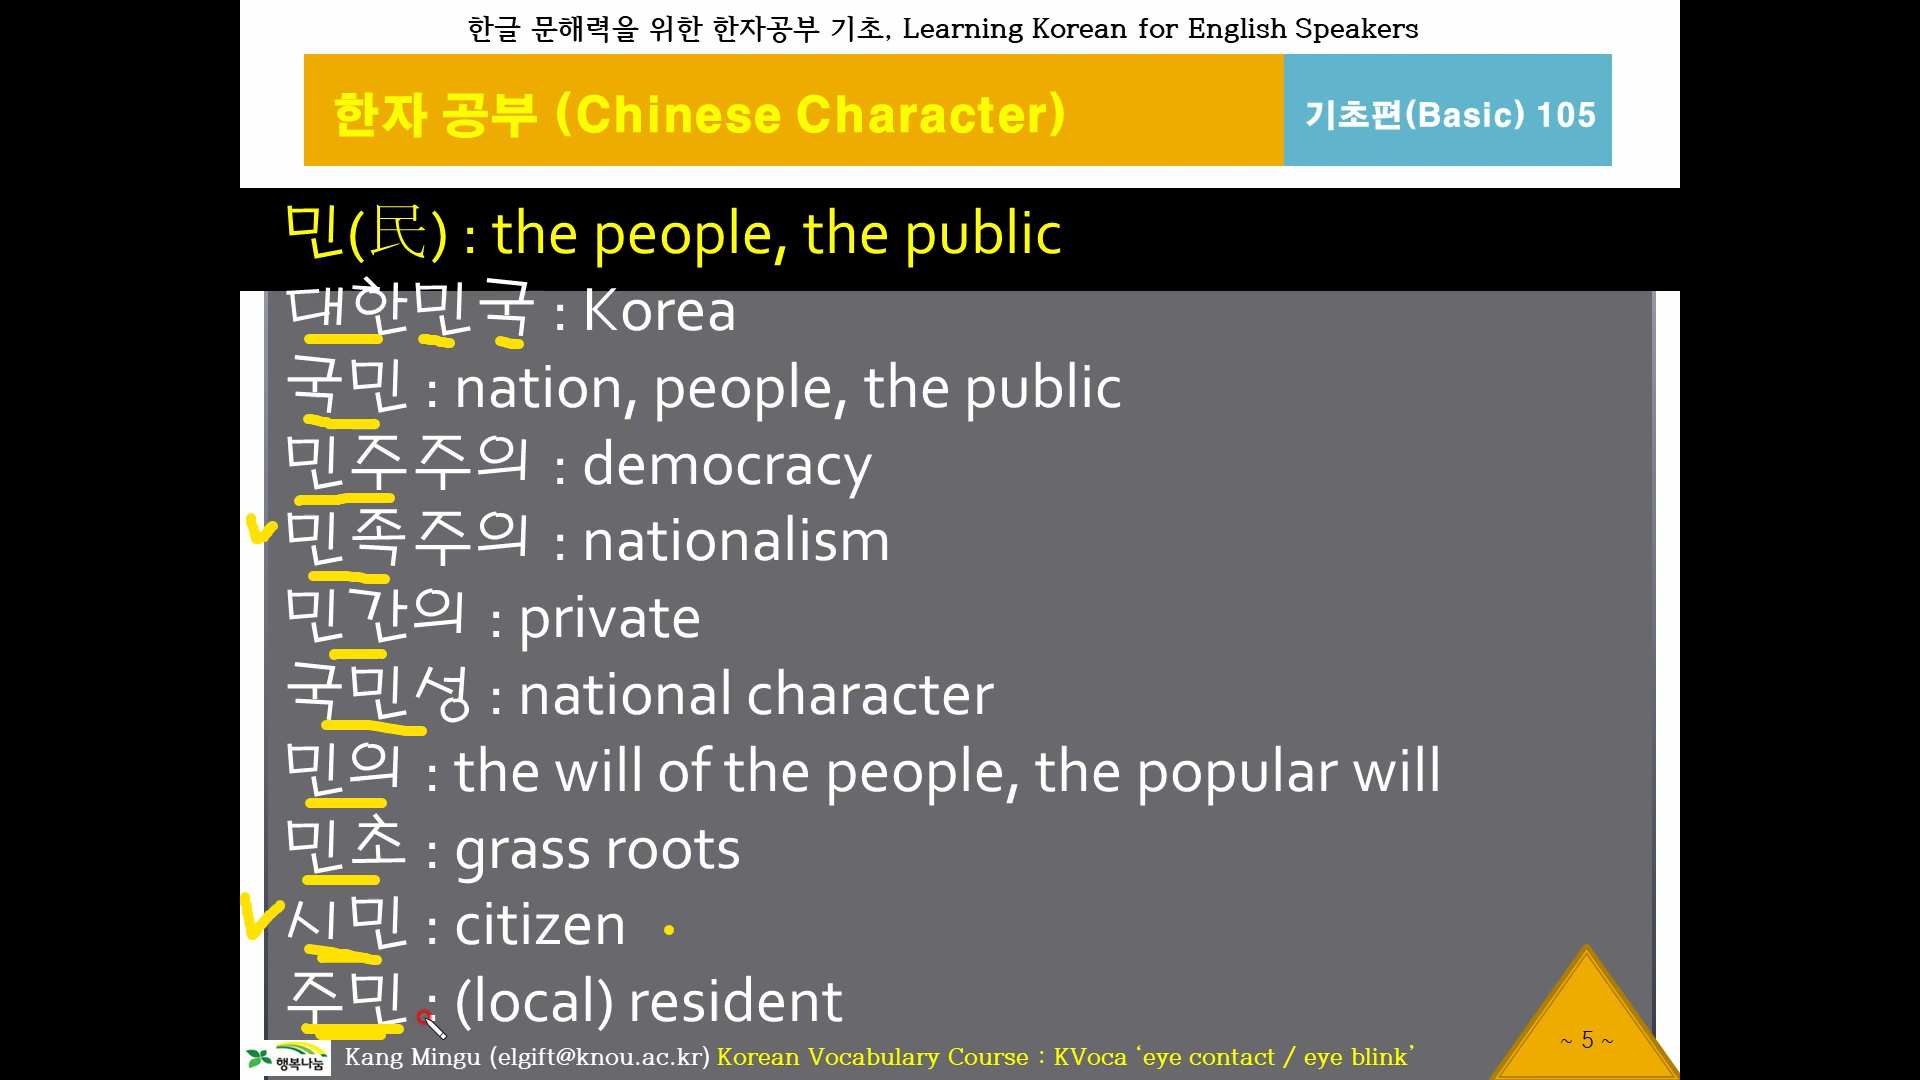 한글 문해력을 위한 한자공부 기초, Learning Korean for English Speakers
한자 공부 (Chinese Character)
기초편(Basic) 105
민(民) : the people, the public
대한민국 : Korea
국민 : nation, people, the public
민주주의 : democracy
민족주의 : nationalism
민간의 : private
국민성 : national character
민의 : the will of the people, the popular will
민초 : grass roots
시민 : citizen
주민 : (local) resident
~ 5 ~
행복나눔
Kang Mingu (elgift@knou.ac.kr) Korean Vocabulary Course : KVoca ‘eye contact / eye blink’